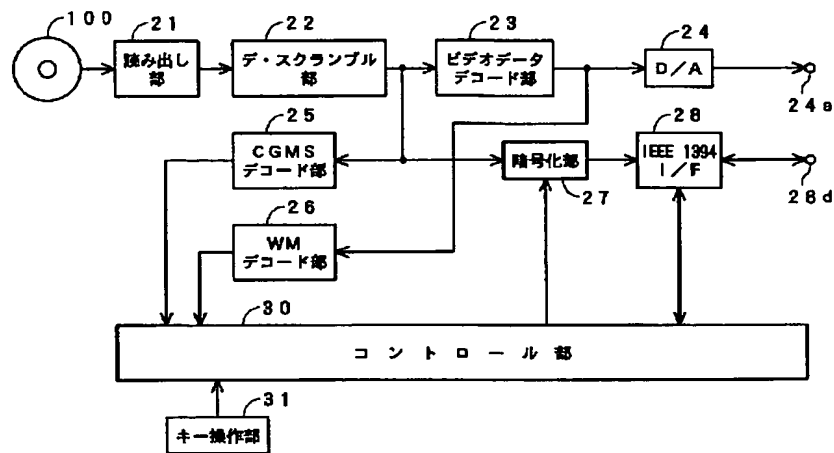 100
21
読み出し
部
22
デ・スクランブル
部
23
ビデオデータ
デコード部
24
D/A
24a
25
CGMS
デコード部
暗号化部
27
28
IEEE 1394
I/F
28d
26
WM
デコード部
30
コントロール部
31
キー操作部